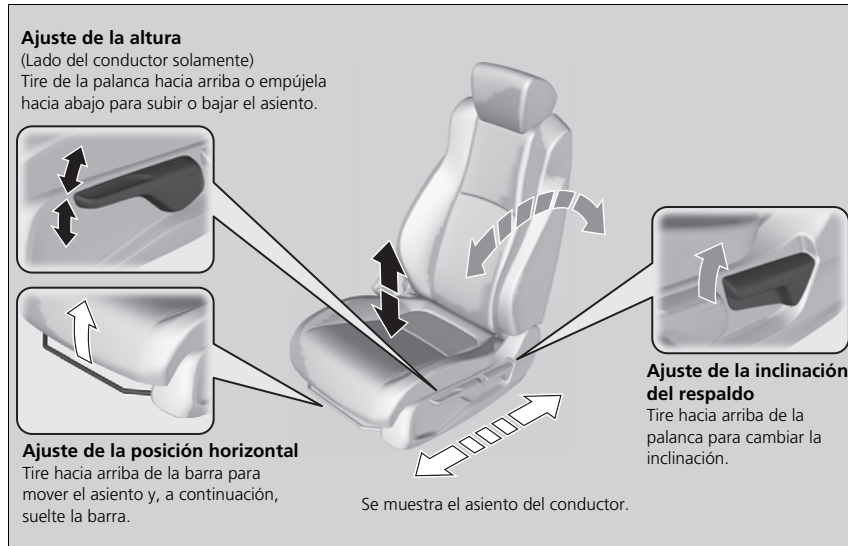 Ajuste de la altura
(Lado del conductor solamente)
Tire de la palanca hacia arriba o empújela
hacia abajo para subir o bajar el asiento.
Ajuste de la posición horizontal
Tire hacia arriba de la barra para
mover el asiento y, a continuación,
suelte la barra.
Se muestra el asiento del conductor.
Ajuste de la inclinación
del respaldo
Tire hacia arriba de la
palanca para cambiar la
inclinación.